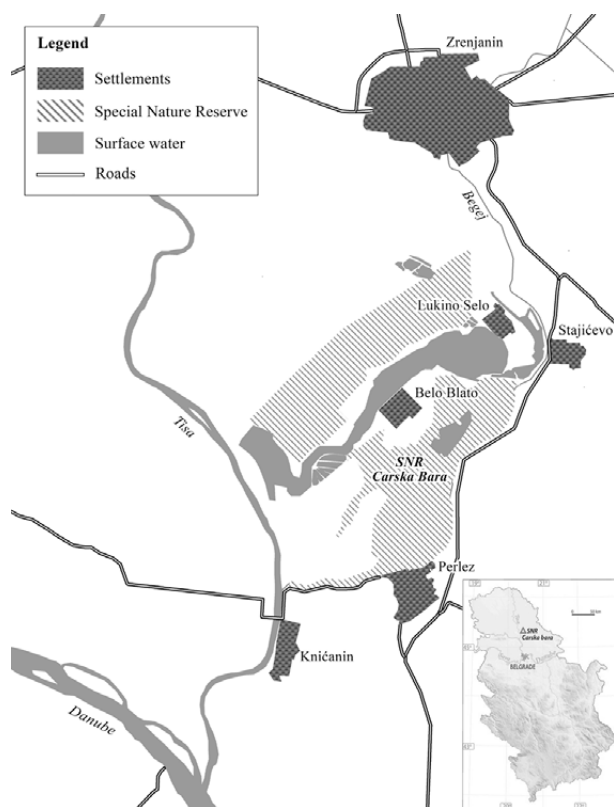 Legend
Settlements
Special Nature Reserve
Surface water
Roads
Zrenjanin
Begej
Lukino Selo
Stajićevo
Belo Blato
Tisa
SNR
Carska Bara
Perlez
Knićanin
Danube
SNR
Carska bara
BELGRADE